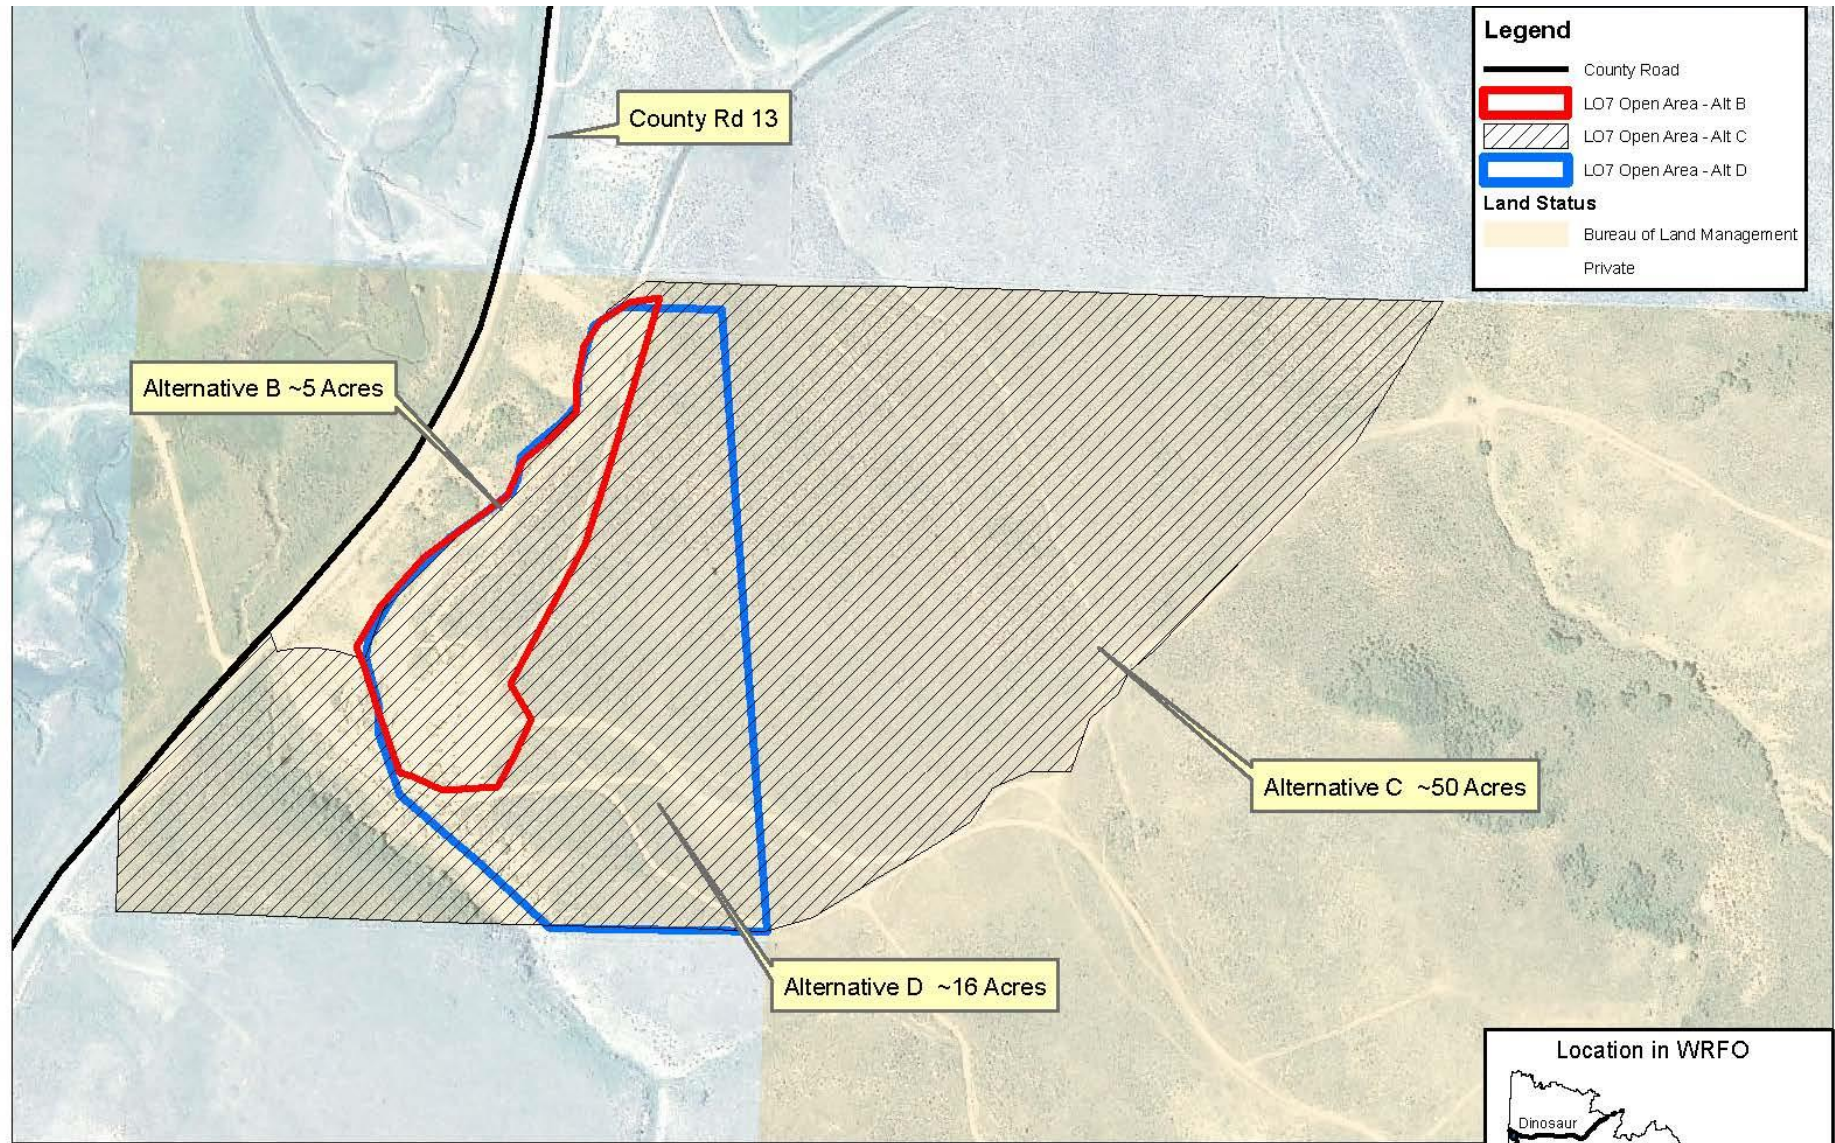 Legend
County Road
LO7 Open Area - Alt B
LO7 Open Area - Alt C
LO7 Open Area - Alt D
Land Status
Bureau of Land Management
Private
County Rd 13
Alternative B ~5 Acres
Alternative C ~50 Acres
Alternative D ~16 Acres
Location in WRFO
Dinosaur